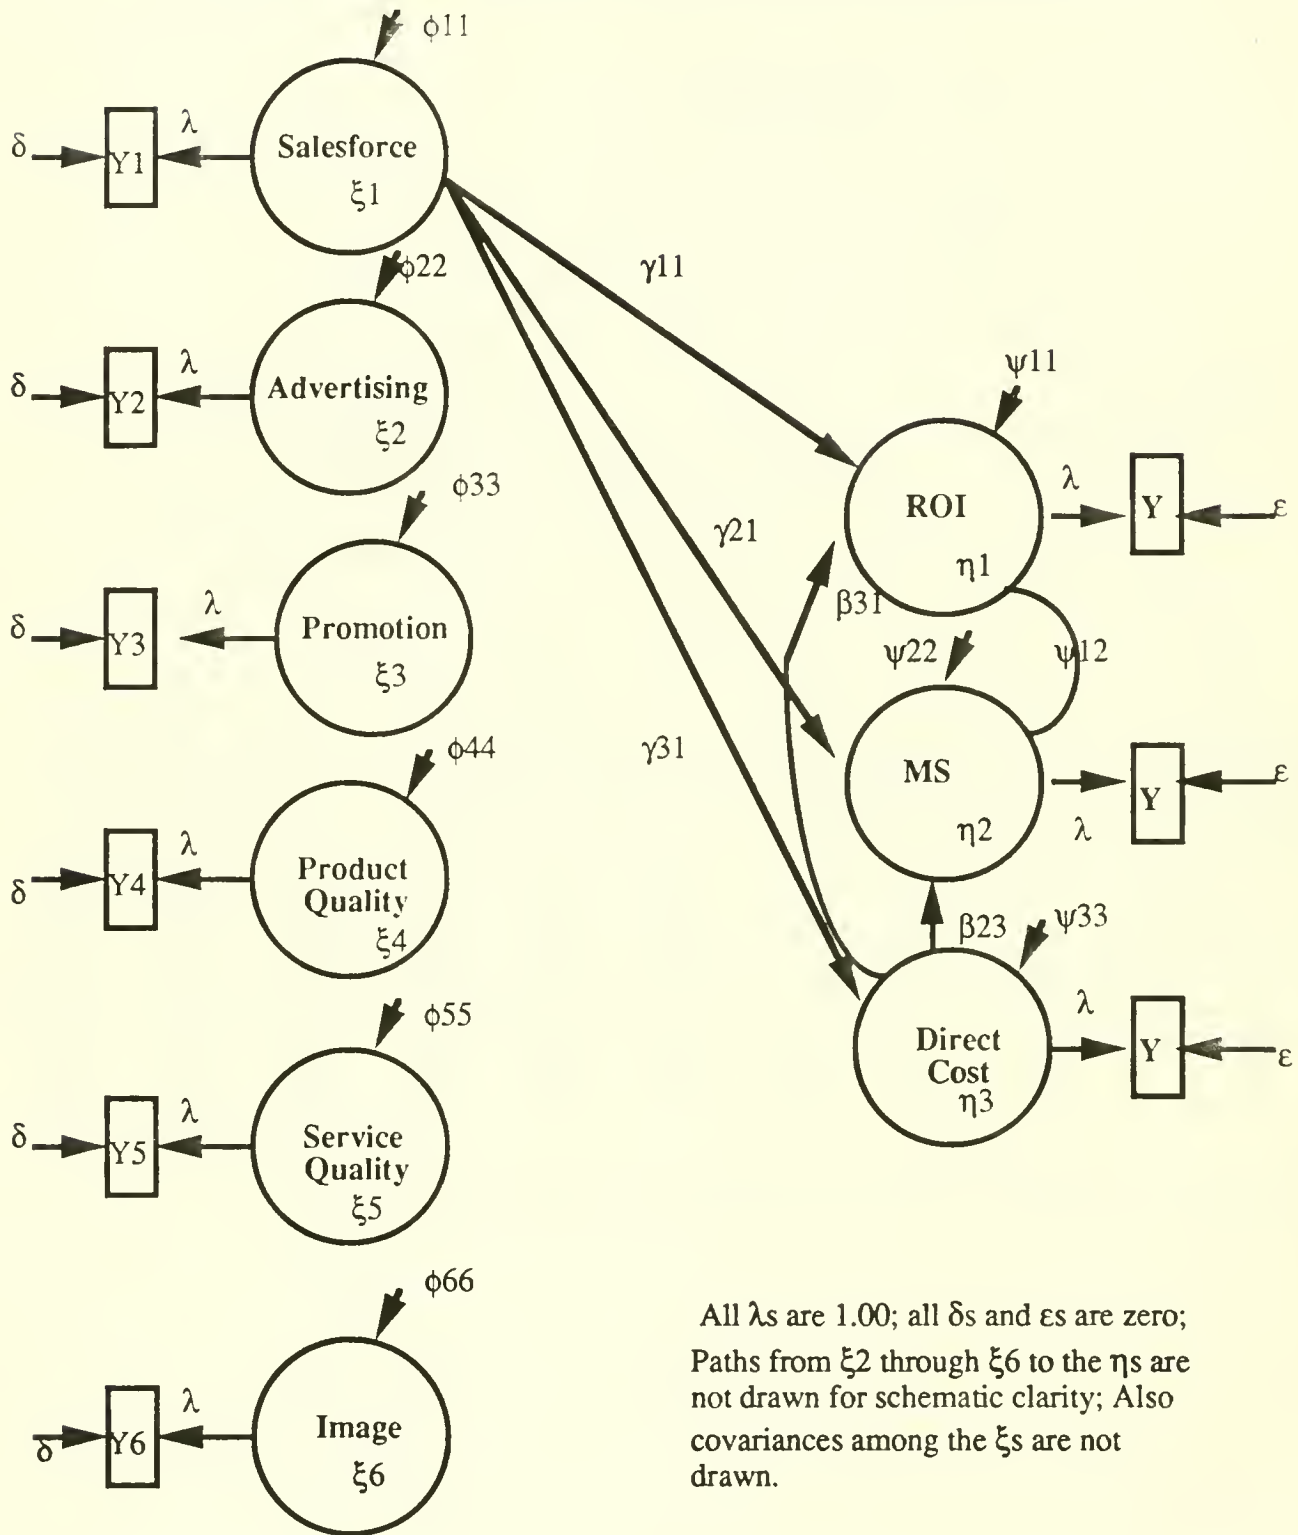 ϕ11
δ
Y1
λ
Salesforce
ξ1
ϕ22
δ
Y2
λ
Advertising
ξ2
ϕ33
δ
Y3
λ
Promotion
ξ3
ϕ44
δ
Y4
λ
Product
Quality
ξ4
ϕ55
δ
Y5
λ
Service
Quality
ξ5
ϕ66
δ
Y6
λ
Image
ξ6
γ11
γ21
γ31
ψ11
ROI
η1
λ
Y
ε
β31
ψ22
ψ12
MS
η2
λ
Y
ε
β23
ψ33
Direct
Cost
η3
λ
Y
ε
All λs are 1.00; all δs and εs are zero;
Paths from ξ2 through ξ6 to the ηs are
not drawn for schematic clarity; Also
covariances among the ξs are not
drawn.